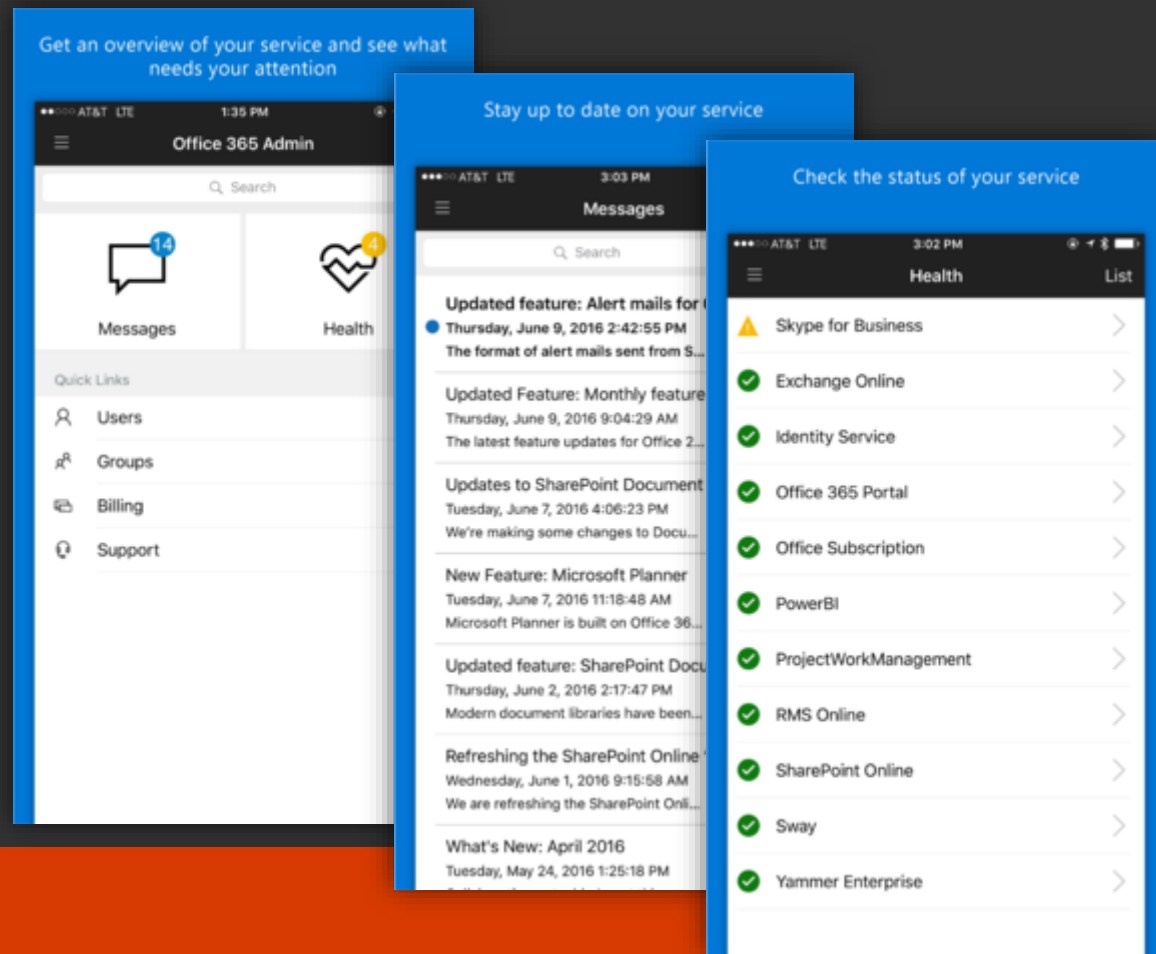 Get an overview of your service and see what
needs your attention
AT&T LTE 1:35 PM
Office 365 Admin
Search
14
4
Messages Health
Quick Links
Users
Groups
Billing
Support
Stay up to date on your service
AT&T LTE 3:03 PM
Messages
Search
Updated feature: Alert mails for
Thursday, June 9, 2016 2:42:55 PM
The format of alert mails sent from S...
Updated Feature: Monthly feature
Thursday, June 9, 2016 9:04:29 AM
The latest feature updates for Office 2...
Updates to SharePoint Document
Tuesday, June 7, 2016 4:06:23 PM
We're making some changes to Docu...
New Feature: Microsoft Planner
Tuesday, June 7, 2016 11:18:48 AM
Microsoft Planner is built on Office 36...
Updated feature: SharePoint Docu
Thursday, June 2, 2016 2:17:47 PM
Modern document libraries have been...
Refreshing the SharePoint Online
Wednesday, June 1, 2016 9:15:58 AM
We are refreshing the SharePoint Onli...
What's New: April 2016
Tuesday, May 24, 2016 1:25:18 PM
Check the status of your service
AT&T LTE 3:02 PM
Health List
Skype for Business
Exchange Online
Identity Service
Office 365 Portal
Office Subscription
PowerBI
ProjectWorkManagement
RMS Online
SharePoint Online
Sway
Yammer Enterprise